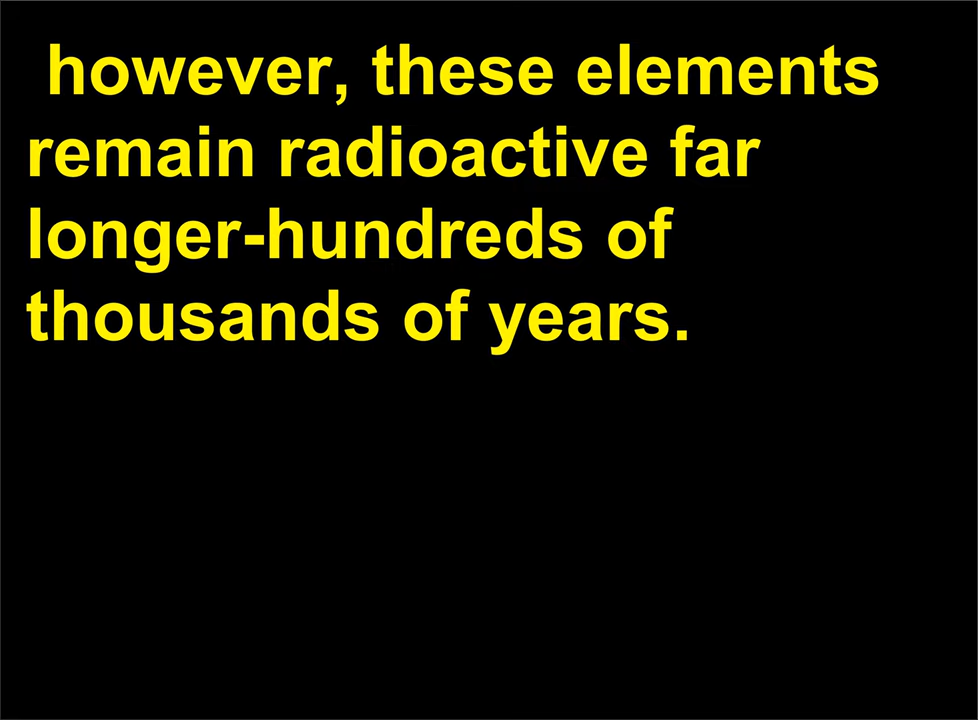 however, these elements
remain radioactive far
longer-hundreds of
thousands of years.